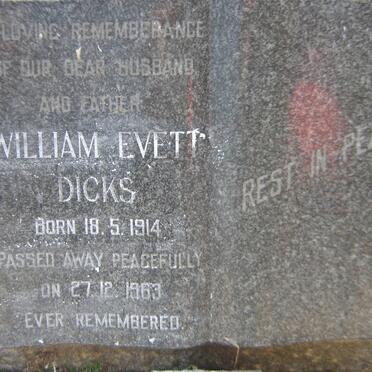 LOVING REMEMBERANCE
OF OUR DEAR HUSBAND
AND FATHER
WILLIAM EVETT
DICKS
BORN 18.5.1914
PASSED AWAY PEACEFULLY
ON 27.12.1963
EVER REMEMBERED.
REST IN PEA